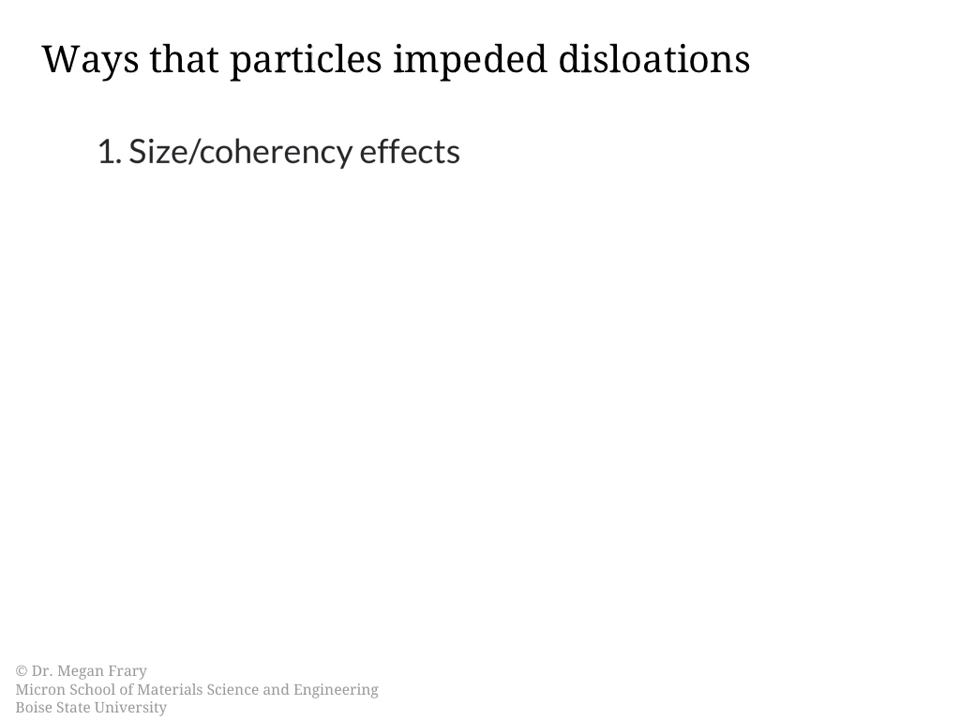 Ways that particles impeded disloations
1. Size/coherency effects
© Dr. Megan Frary
Micron School of Materials Science and Engineering
Boise State University